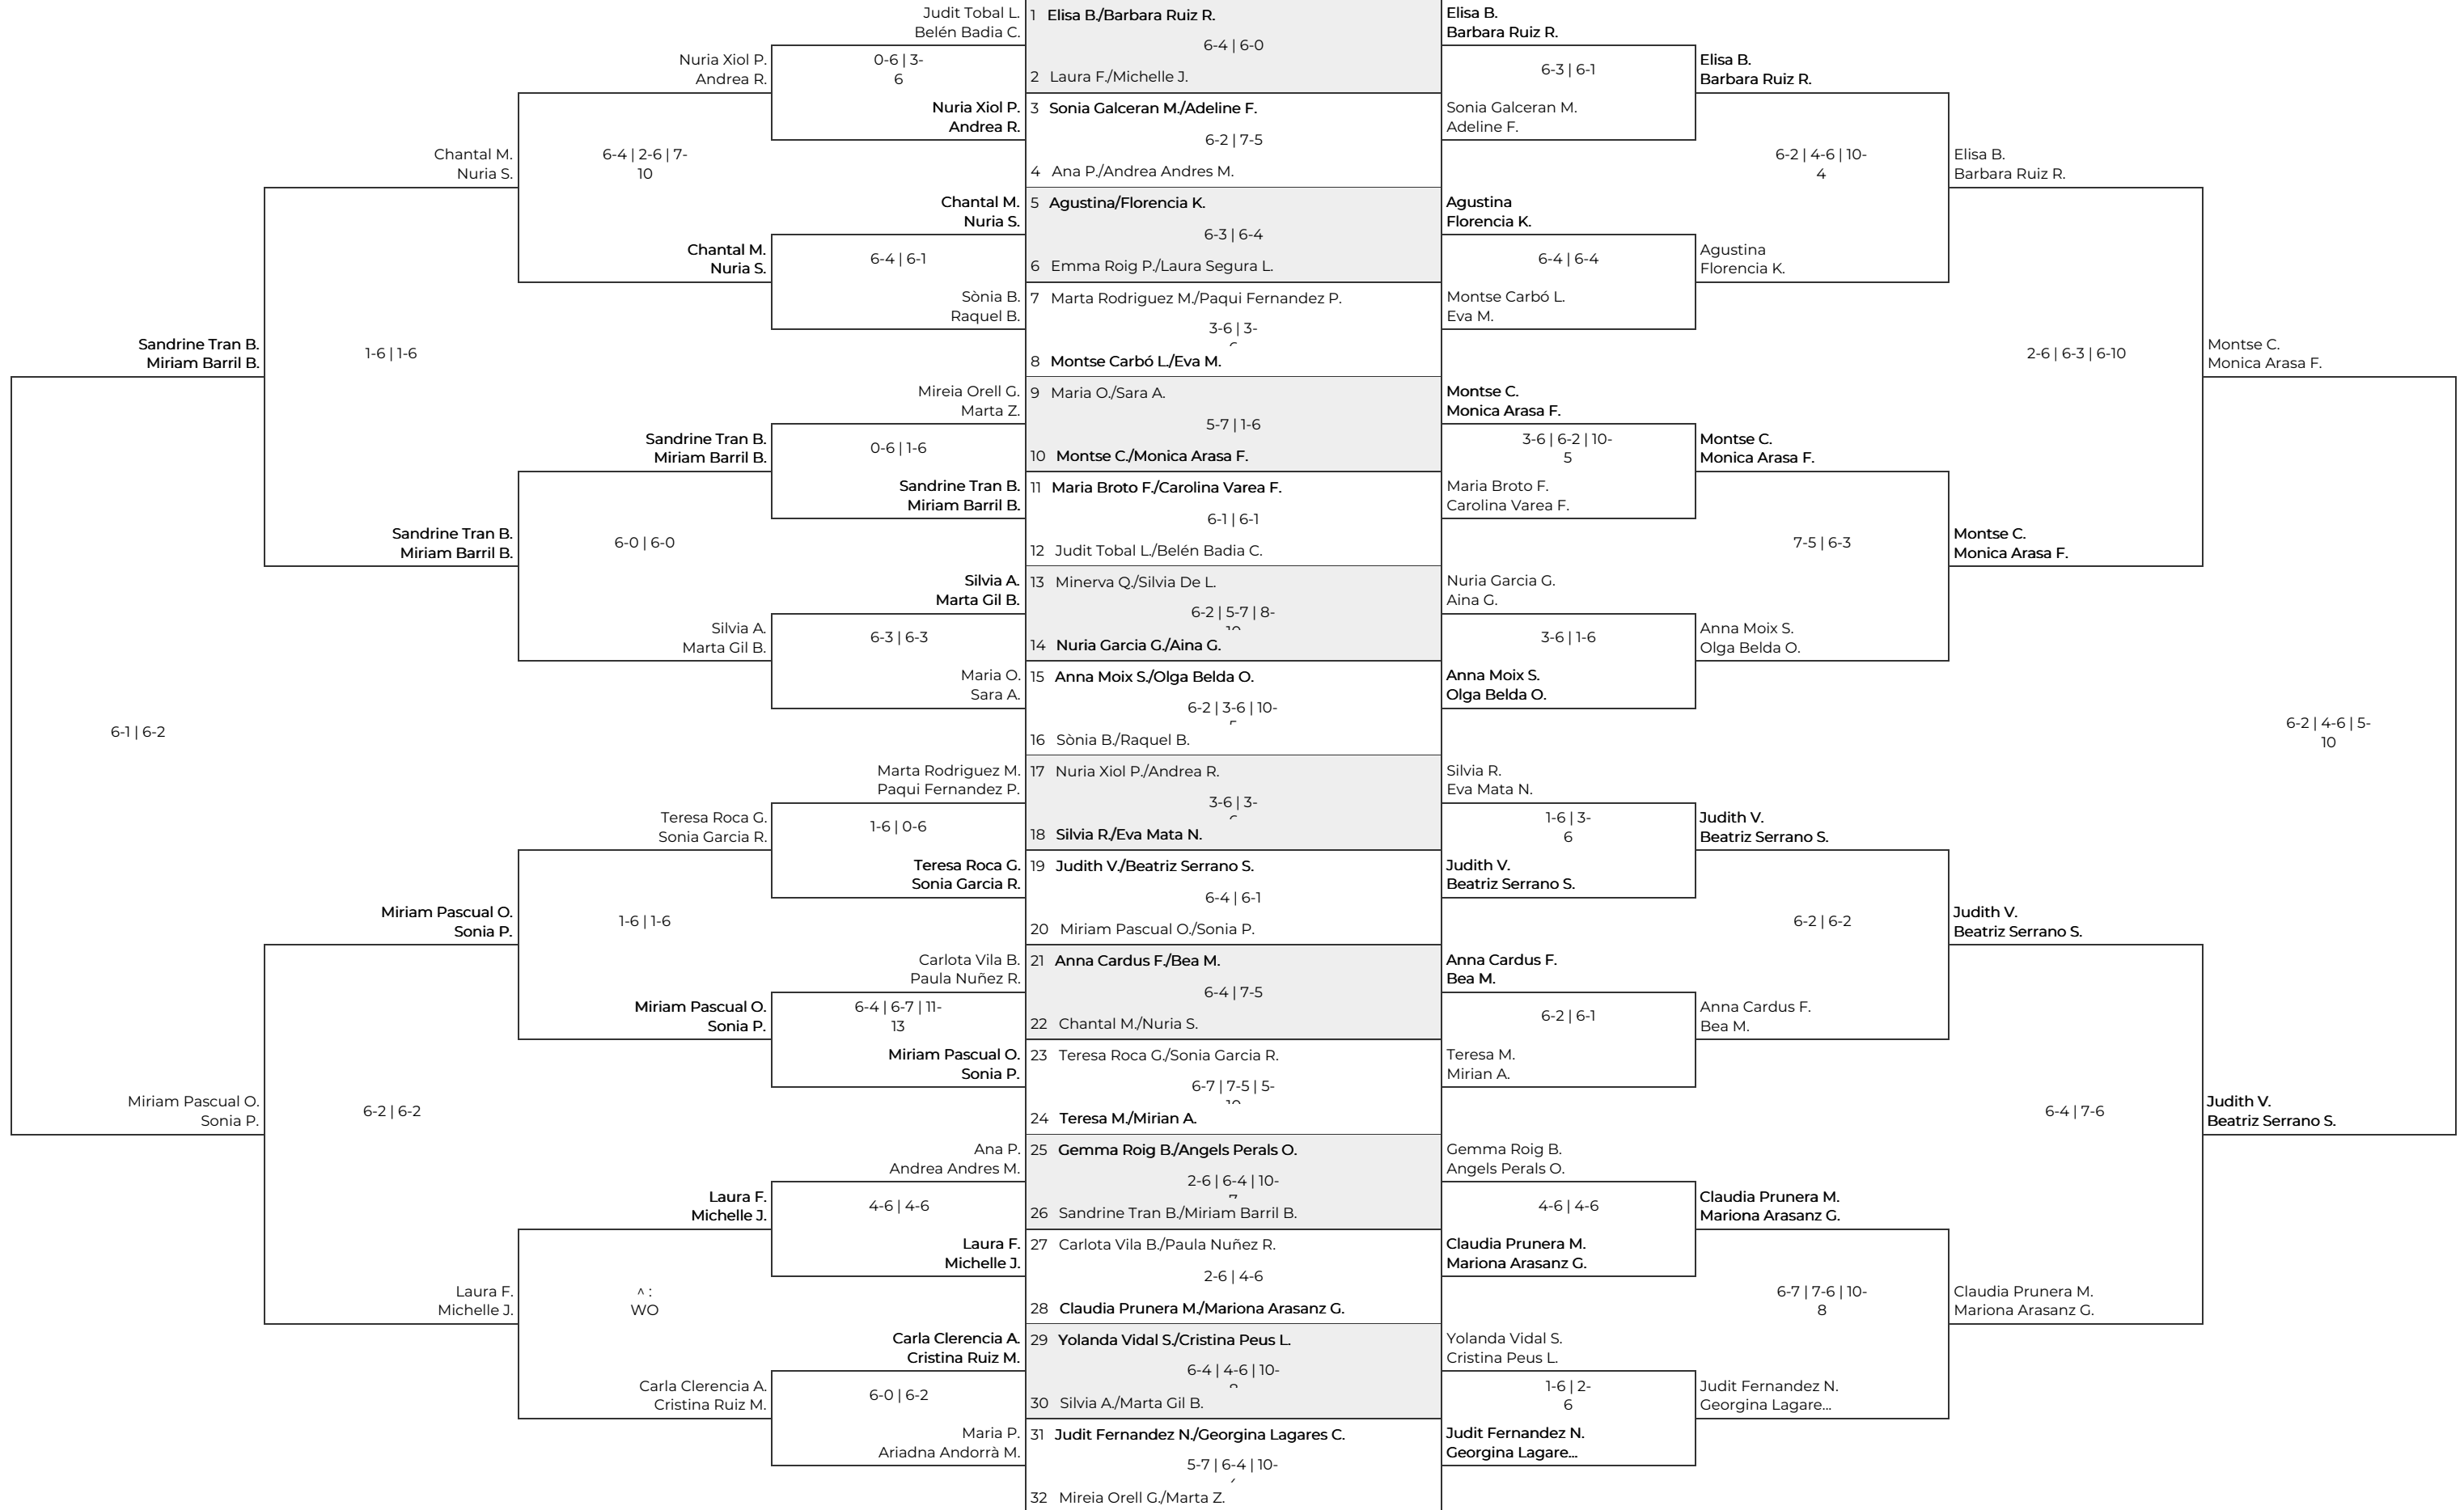 Judit Tobal L.
Belén Badia C.
Nuria Xiol P.
Andrea R.
0-6 | 3-
6
Nuria Xiol P.
Andrea R.
Chantal M.
Nuria S.
6-4 | 2-6 | 7-
10
Chantal M.
Nuria S.
Chantal M.
Nuria S.
6-4 | 6-1
Sònia B.
Raquel B.
Sandrine Tran B.
Miriam Barril B.
1-6 | 1-6
Mireia Orell G.
Marta Z.
Sandrine Tran B.
Miriam Barril B.
0-6 | 1-6
Sandrine Tran B.
Miriam Barril B.
Sandrine Tran B.
Miriam Barril B.
6-0 | 6-0
Silvia A.
Marta Gil B.
Silvia A.
Marta Gil B.
6-3 | 6-3
Maria O.
Sara A.
6-1 | 6-2
Marta Rodriguez M.
Paqui Fernandez P.
Teresa Roca G.
Sonia Garcia R.
1-6 | 0-6
Teresa Roca G.
Sonia Garcia R.
Miriam Pascual O.
Sonia P.
1-6 | 1-6
Carlota Vila B.
Paula Nuñez R.
Miriam Pascual O.
Sonia P.
6-4 | 6-7 | 11-
13
Miriam Pascual O.
Sonia P.
Miriam Pascual O.
Sonia P.
6-2 | 6-2
Ana P.
Andrea Andres M.
Laura F.
Michelle J.
4-6 | 4-6
Laura F.
Michelle J.
Laura F.
Michelle J.
^ :
WO
Carla Clerencia A.
Cristina Ruiz M.
Carla Clerencia A.
Cristina Ruiz M.
6-0 | 6-2
Maria P.
Ariadna Andorrà M.
1 Elisa B./Barbara Ruiz R.
6-4 | 6-0
2 Laura F./Michelle J.
3 Sonia Galceran M./Adeline F.
6-2 | 7-5
4 Ana P./Andrea Andres M.
5 Agustina/Florencia K.
6-3 | 6-4
6 Emma Roig P./Laura Segura L.
7 Marta Rodriguez M./Paqui Fernandez P.
3-6 | 3-
8 Montse Carbó L./Eva M.
9 Maria O./Sara A.
5-7 | 1-6
10 Montse C./Monica Arasa F.
11 Maria Broto F./Carolina Varea F.
6-1 | 6-1
12 Judit Tobal L./Belén Badia C.
13 Minerva Q./Silvia De L.
6-2 | 5-7 | 8-
14 Nuria Garcia G./Aina G.
15 Anna Moix S./Olga Belda O.
6-2 | 3-6 | 10-
16 Sònia B./Raquel B.
17 Nuria Xiol P./Andrea R.
3-6 | 3-
18 Silvia R./Eva Mata N.
19 Judith V./Beatriz Serrano S.
6-4 | 6-1
20 Miriam Pascual O./Sonia P.
21 Anna Cardus F./Bea M.
6-4 | 7-5
22 Chantal M./Nuria S.
23 Teresa Roca G./Sonia Garcia R.
6-7 | 7-5 | 5-
24 Teresa M./Mirian A.
25 Gemma Roig B./Angels Perals O.
2-6 | 6-4 | 10-
26 Sandrine Tran B./Miriam Barril B.
27 Carlota Vila B./Paula Nuñez R.
2-6 | 4-6
28 Claudia Prunera M./Mariona Arasanz G.
29 Yolanda Vidal S./Cristina Peus L.
6-4 | 4-6 | 10-
30 Silvia A./Marta Gil B.
31 Judit Fernandez N./Georgina Lagares C.
5-7 | 6-4 | 10-
32 Mireia Orell G./Marta Z.
Elisa B.
Barbara Ruiz R.
6-3 | 6-1
Elisa B.
Barbara Ruiz R.
Sonia Galceran M.
Adeline F.
6-2 | 4-6 | 10-
4
Elisa B.
Barbara Ruiz R.
Agustina
Florencia K.
6-4 | 6-4
Agustina
Florencia K.
Montse Carbó L.
Eva M.
2-6 | 6-3 | 6-10
Montse C.
Monica Arasa F.
Montse C.
Monica Arasa F.
3-6 | 6-2 | 10-
5
Montse C.
Monica Arasa F.
Maria Broto F.
Carolina Varea F.
7-5 | 6-3
Montse C.
Monica Arasa F.
Nuria Garcia G.
Aina G.
3-6 | 1-6
Anna Moix S.
Olga Belda O.
Anna Moix S.
Olga Belda O.
6-2 | 4-6 | 5-
10
Silvia R.
Eva Mata N.
1-6 | 3-
6
Judith V.
Beatriz Serrano S.
Judith V.
Beatriz Serrano S.
6-2 | 6-2
Judith V.
Beatriz Serrano S.
Anna Cardus F.
Bea M.
6-2 | 6-1
Anna Cardus F.
Bea M.
Teresa M.
Mirian A.
6-4 | 7-6
Judith V.
Beatriz Serrano S.
Gemma Roig B.
Angels Perals O.
4-6 | 4-6
Claudia Prunera M.
Mariona Arasanz G.
Claudia Prunera M.
Mariona Arasanz G.
6-7 | 7-6 | 10-
8
Claudia Prunera M.
Mariona Arasanz G.
Yolanda Vidal S.
Cristina Peus L.
1-6 | 2-
6
Judit Fernandez N.
Georgina Lagare...
Judit Fernandez N.
Georgina Lagare...